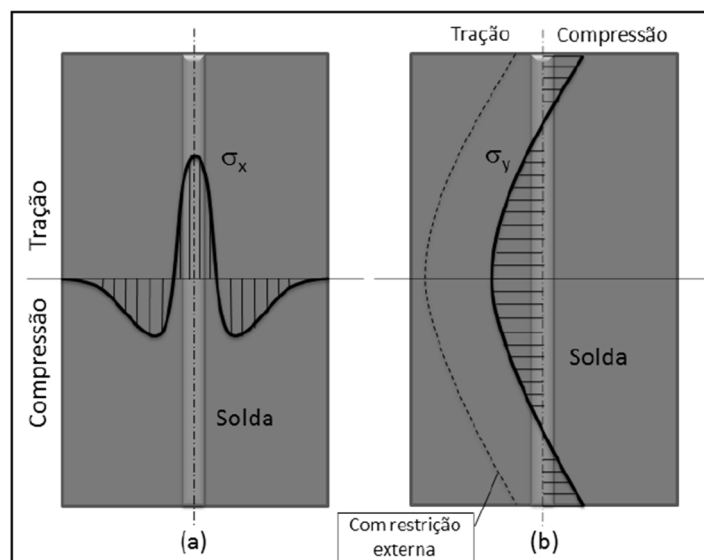 Tração
Compressão
σx
Tração
Compressão
Solda
σy
Solda
Com restrição
externa
(a)
(b)